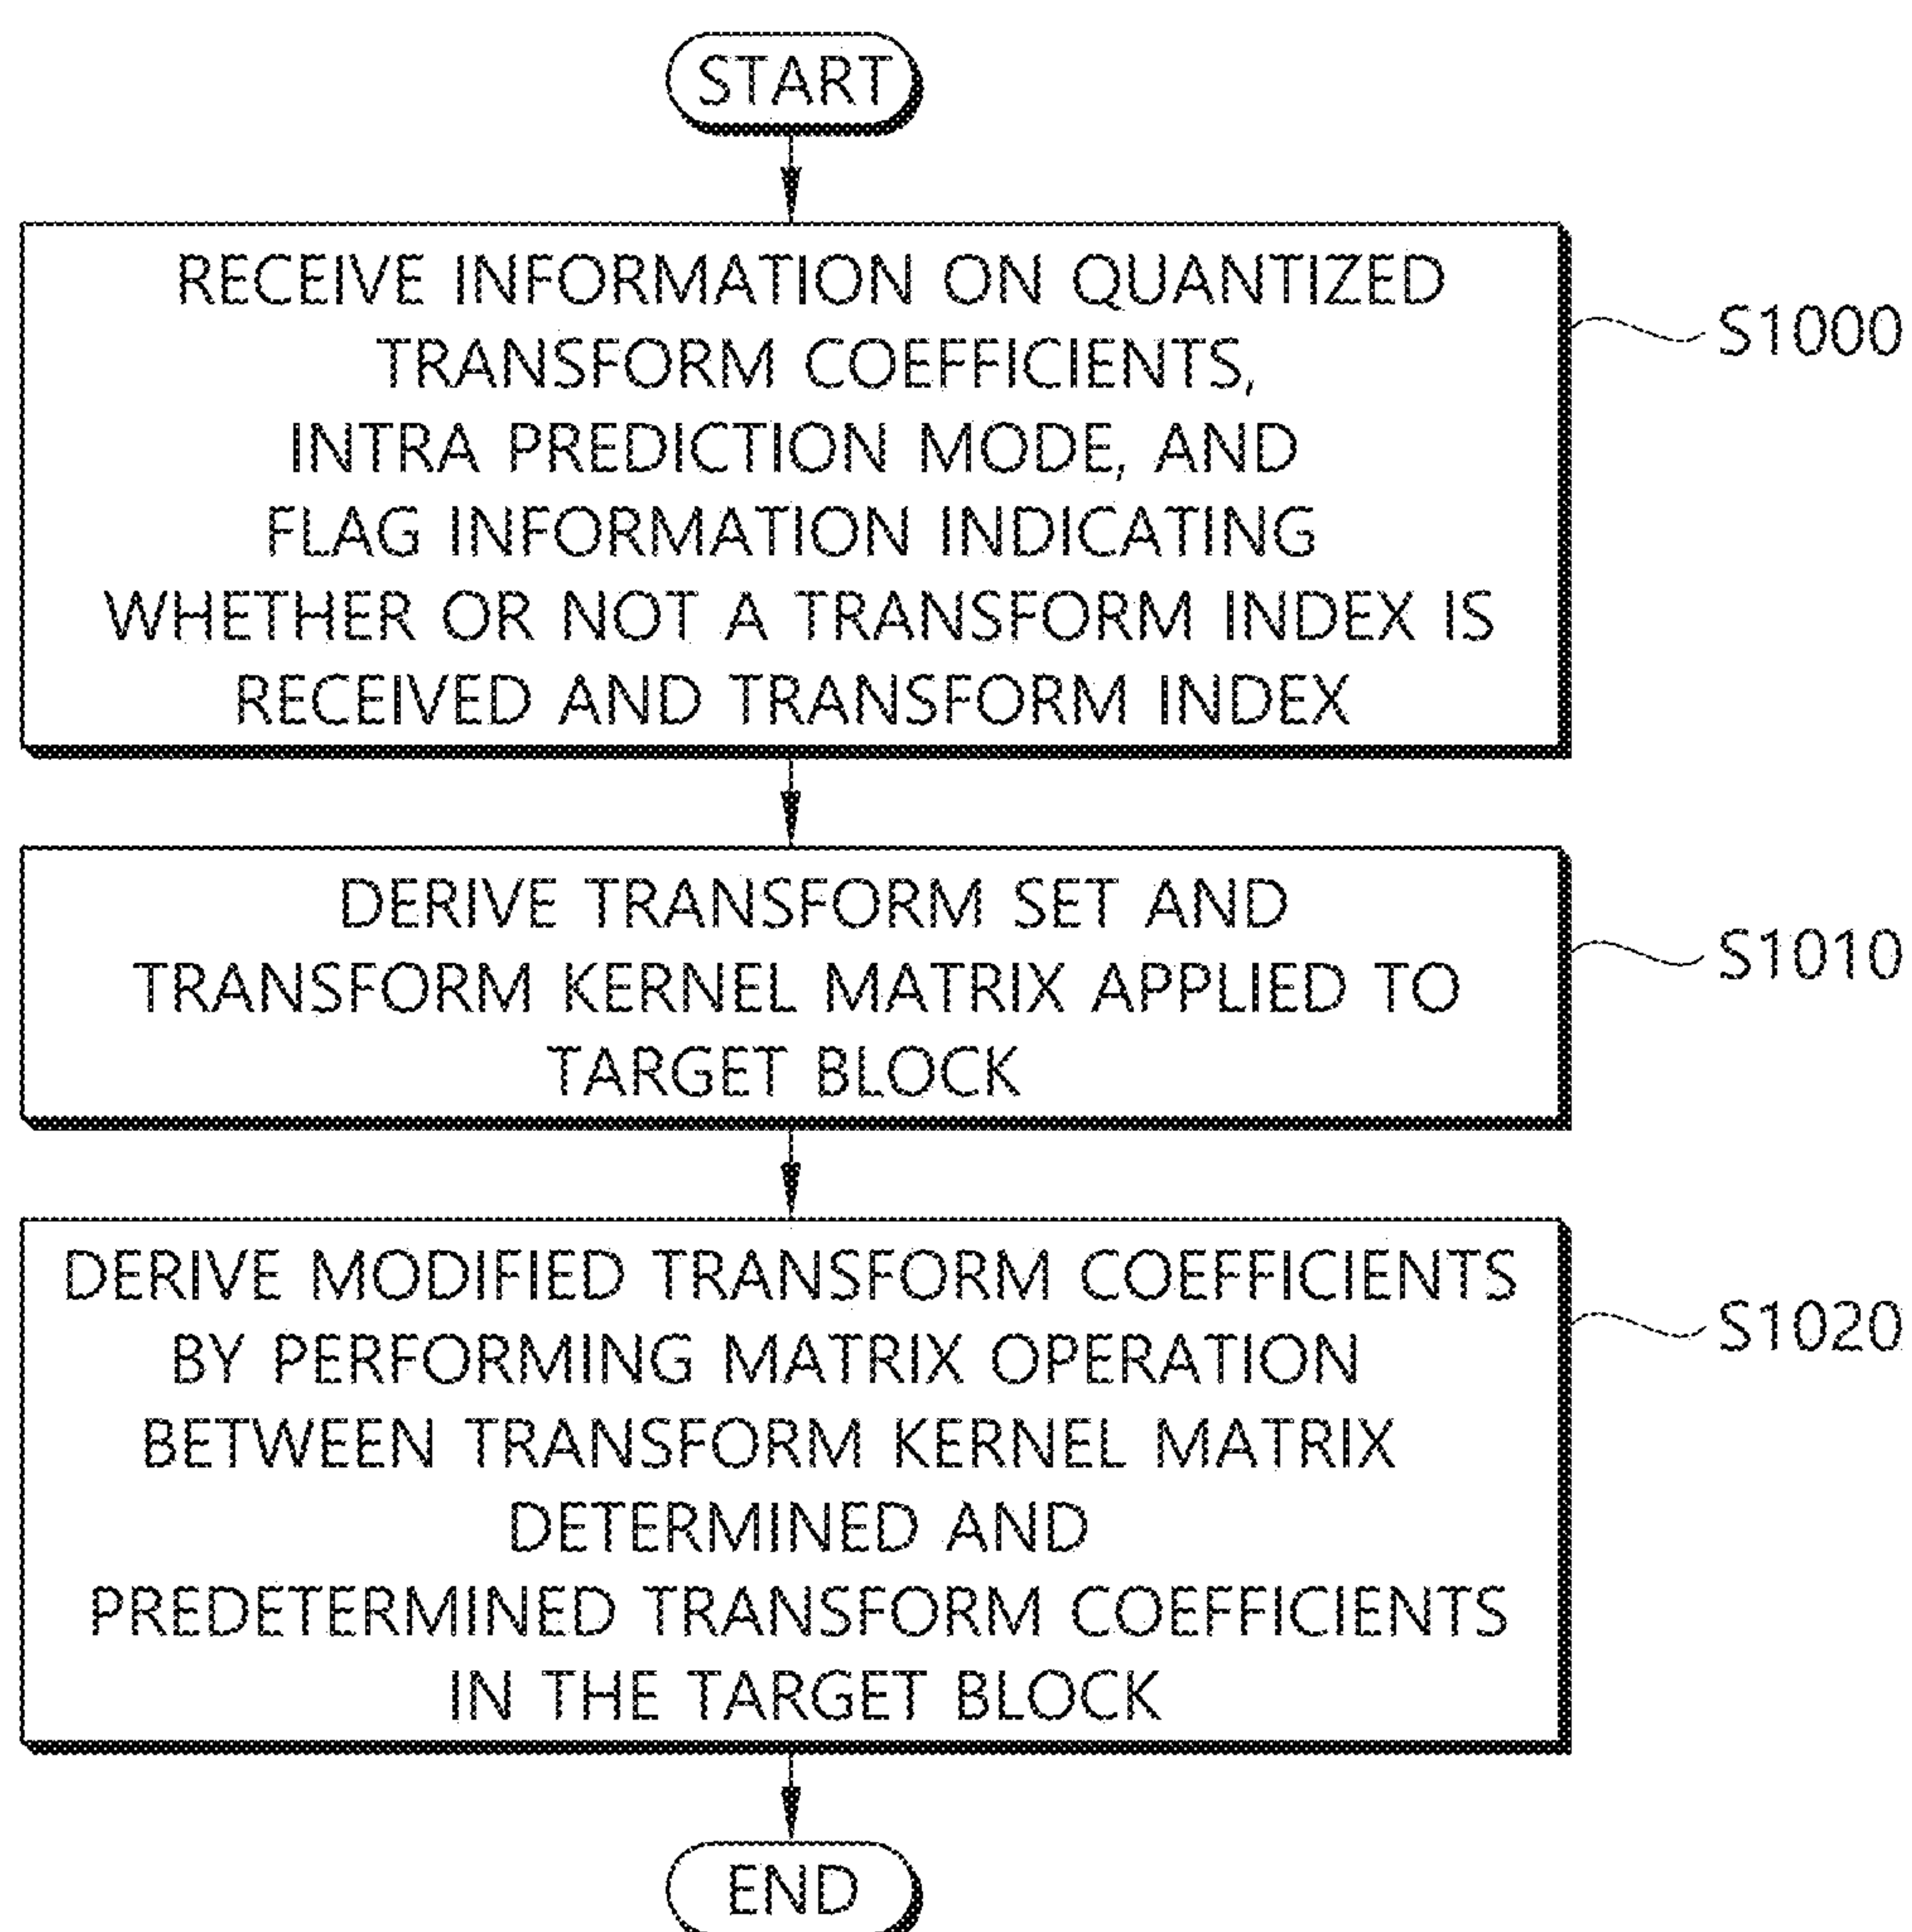 START
RECEIVE INFORMATION ON QUANTIZED
TRANSFORM COEFFICIENTS,
INTRA PREDICTION MODE, AND
FLAG INFORMATION INDICATING
WHETHER OR NOT A TRANSFORM INDEX IS
RECEIVED AND TRANSFORM INDEX
S1000
DERIVE TRANSFORM SET AND
TRANSFORM KERNEL MATRIX APPLIED TO
TARGET BLOCK
S1010
DERIVE MODIFIED TRANSFORM COEFFICIENTS
BY PERFORMING MATRIX OPERATION
BETWEEN TRANSFORM KERNEL MATRIX
DETERMINED AND
PREDETERMINED TRANSFORM COEFFICIENTS
IN THE TARGET BLOCK
S1020
END